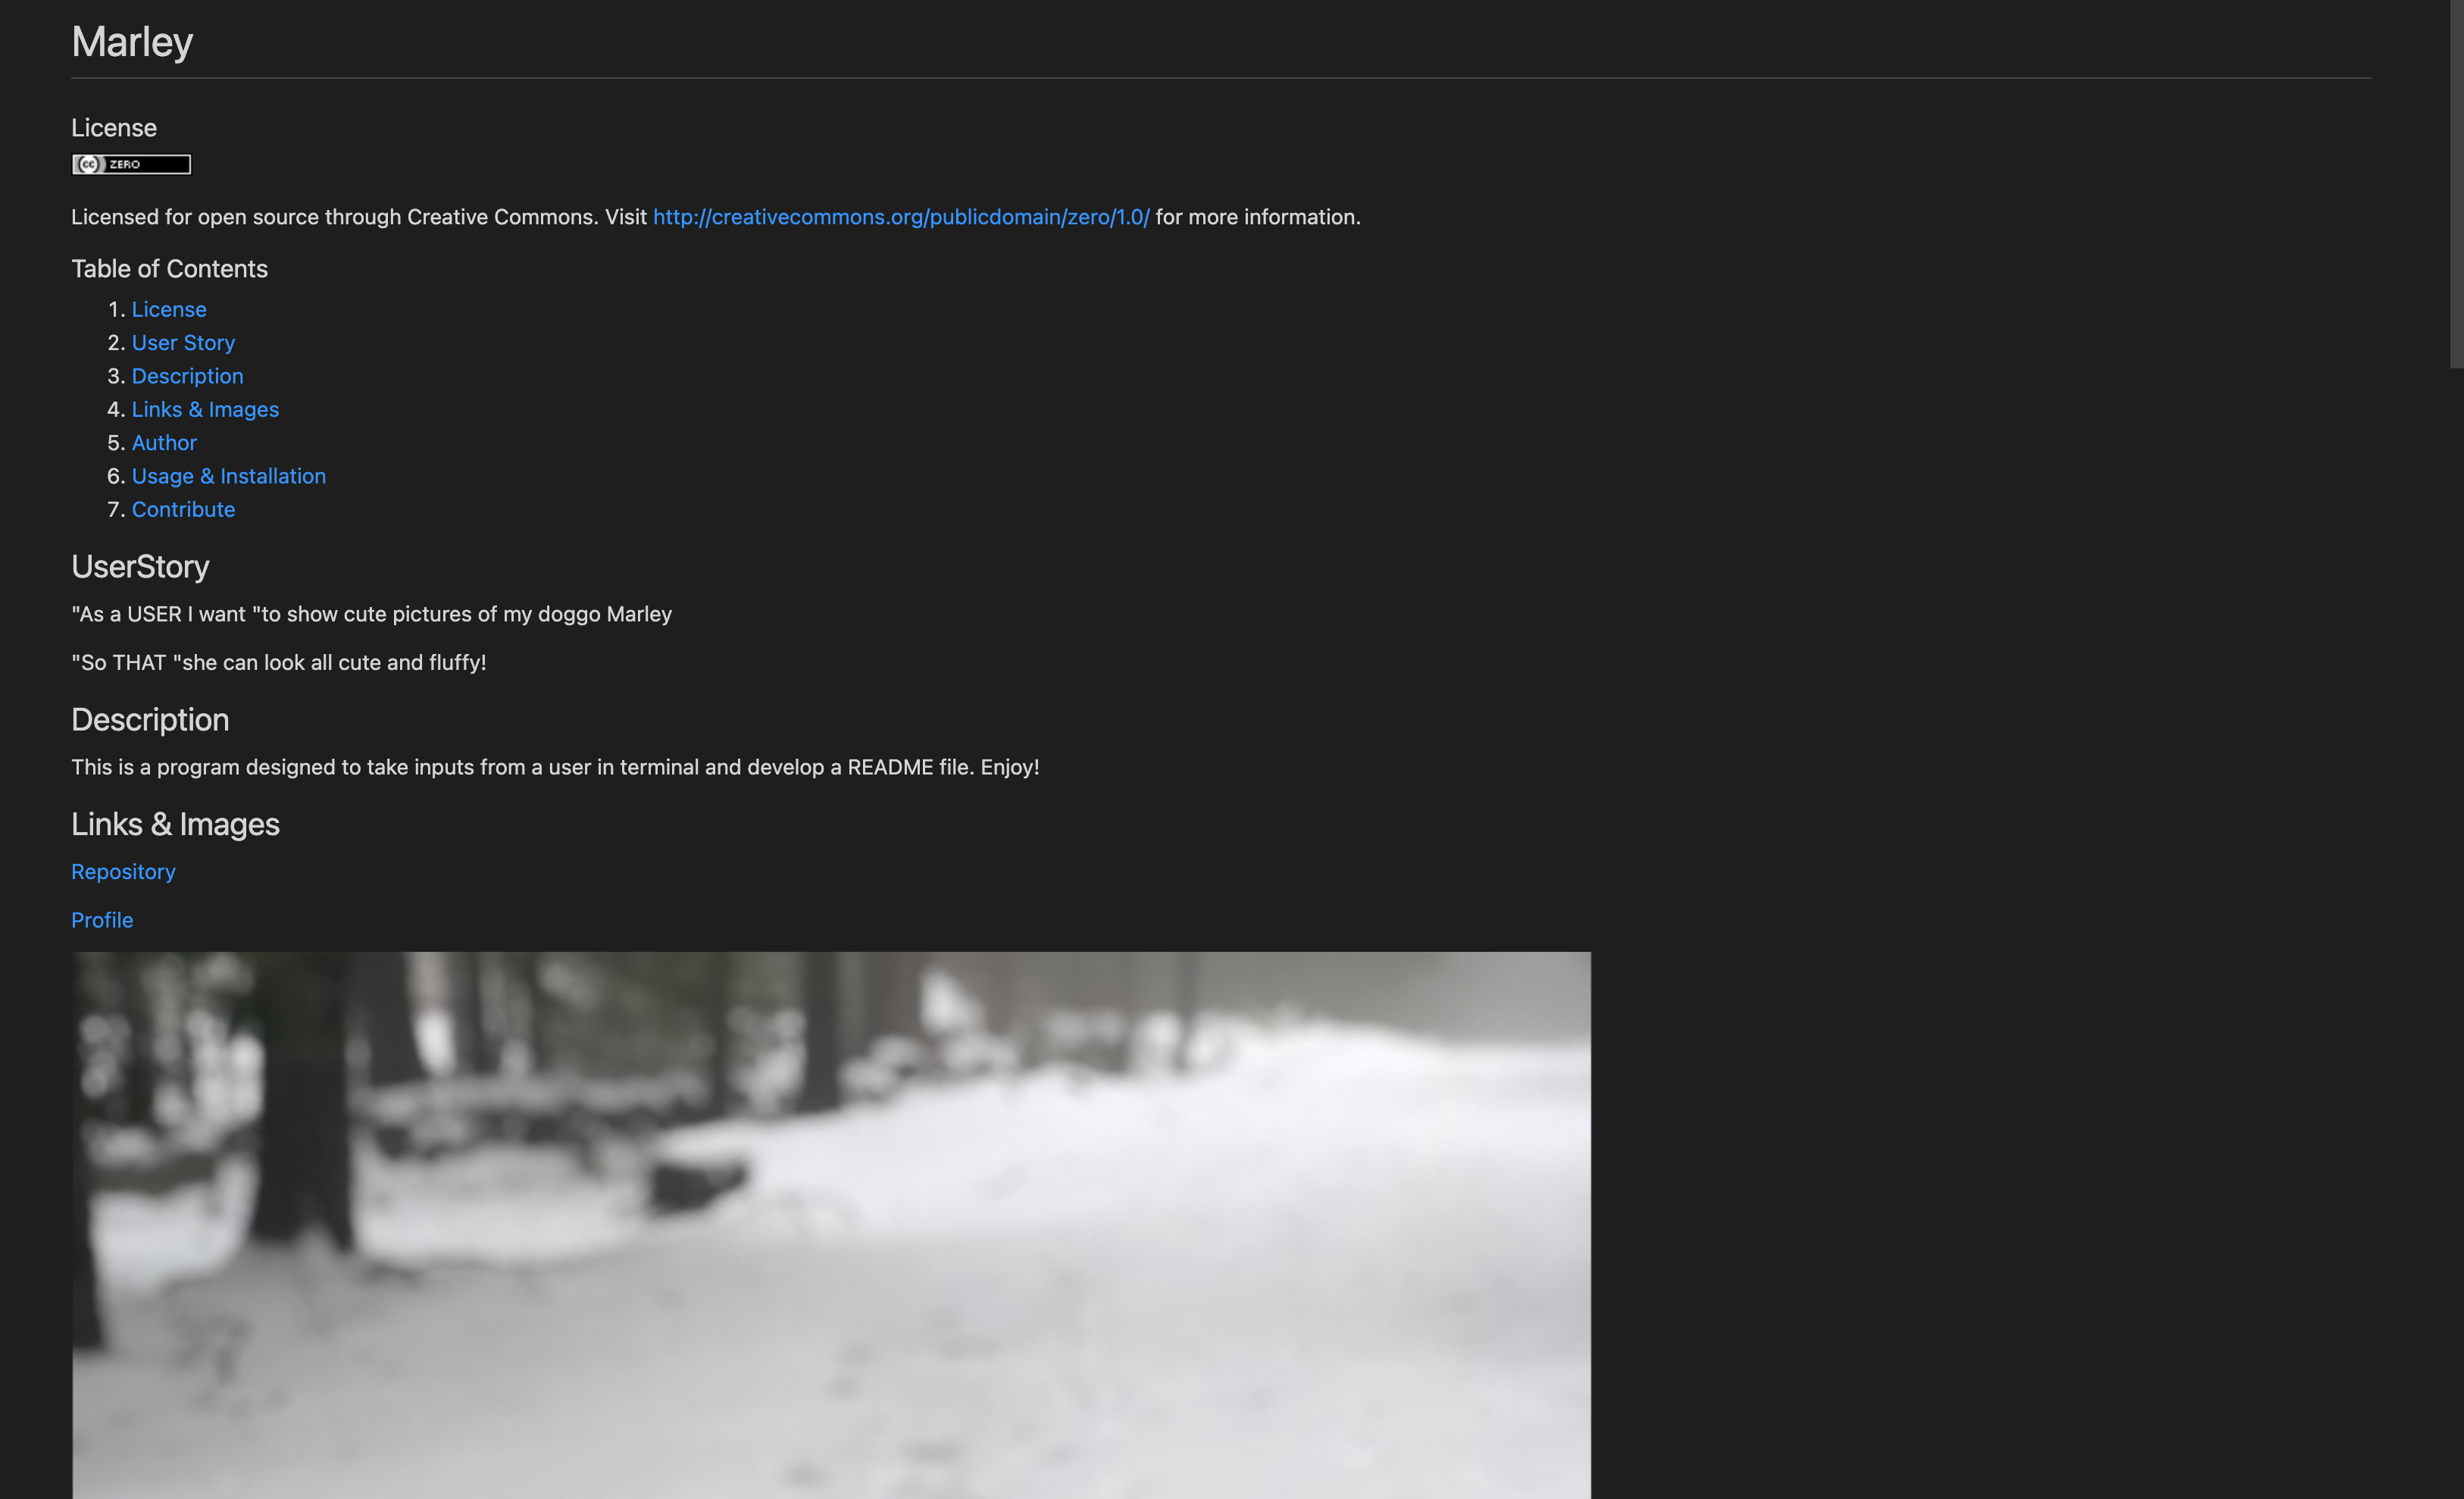 Marley
License
cc ZERO
Licensed for open source through Creative Commons. Visit http://creativecommons.org/publicdomain/zero/1.0/ for more information.
Table of Contents
1. License
2. User Story
3. Description
4. Links & Images
5. Author
6. Usage & Installation
7. Contribute
UserStory
"As a USER I want "to show cute pictures of my doggo Marley
"So THAT "she can look all cute and fluffy!
Description
This is a program designed to take inputs from a user in terminal and develop a README file. Enjoy!
Links & Images
Repository
Profile